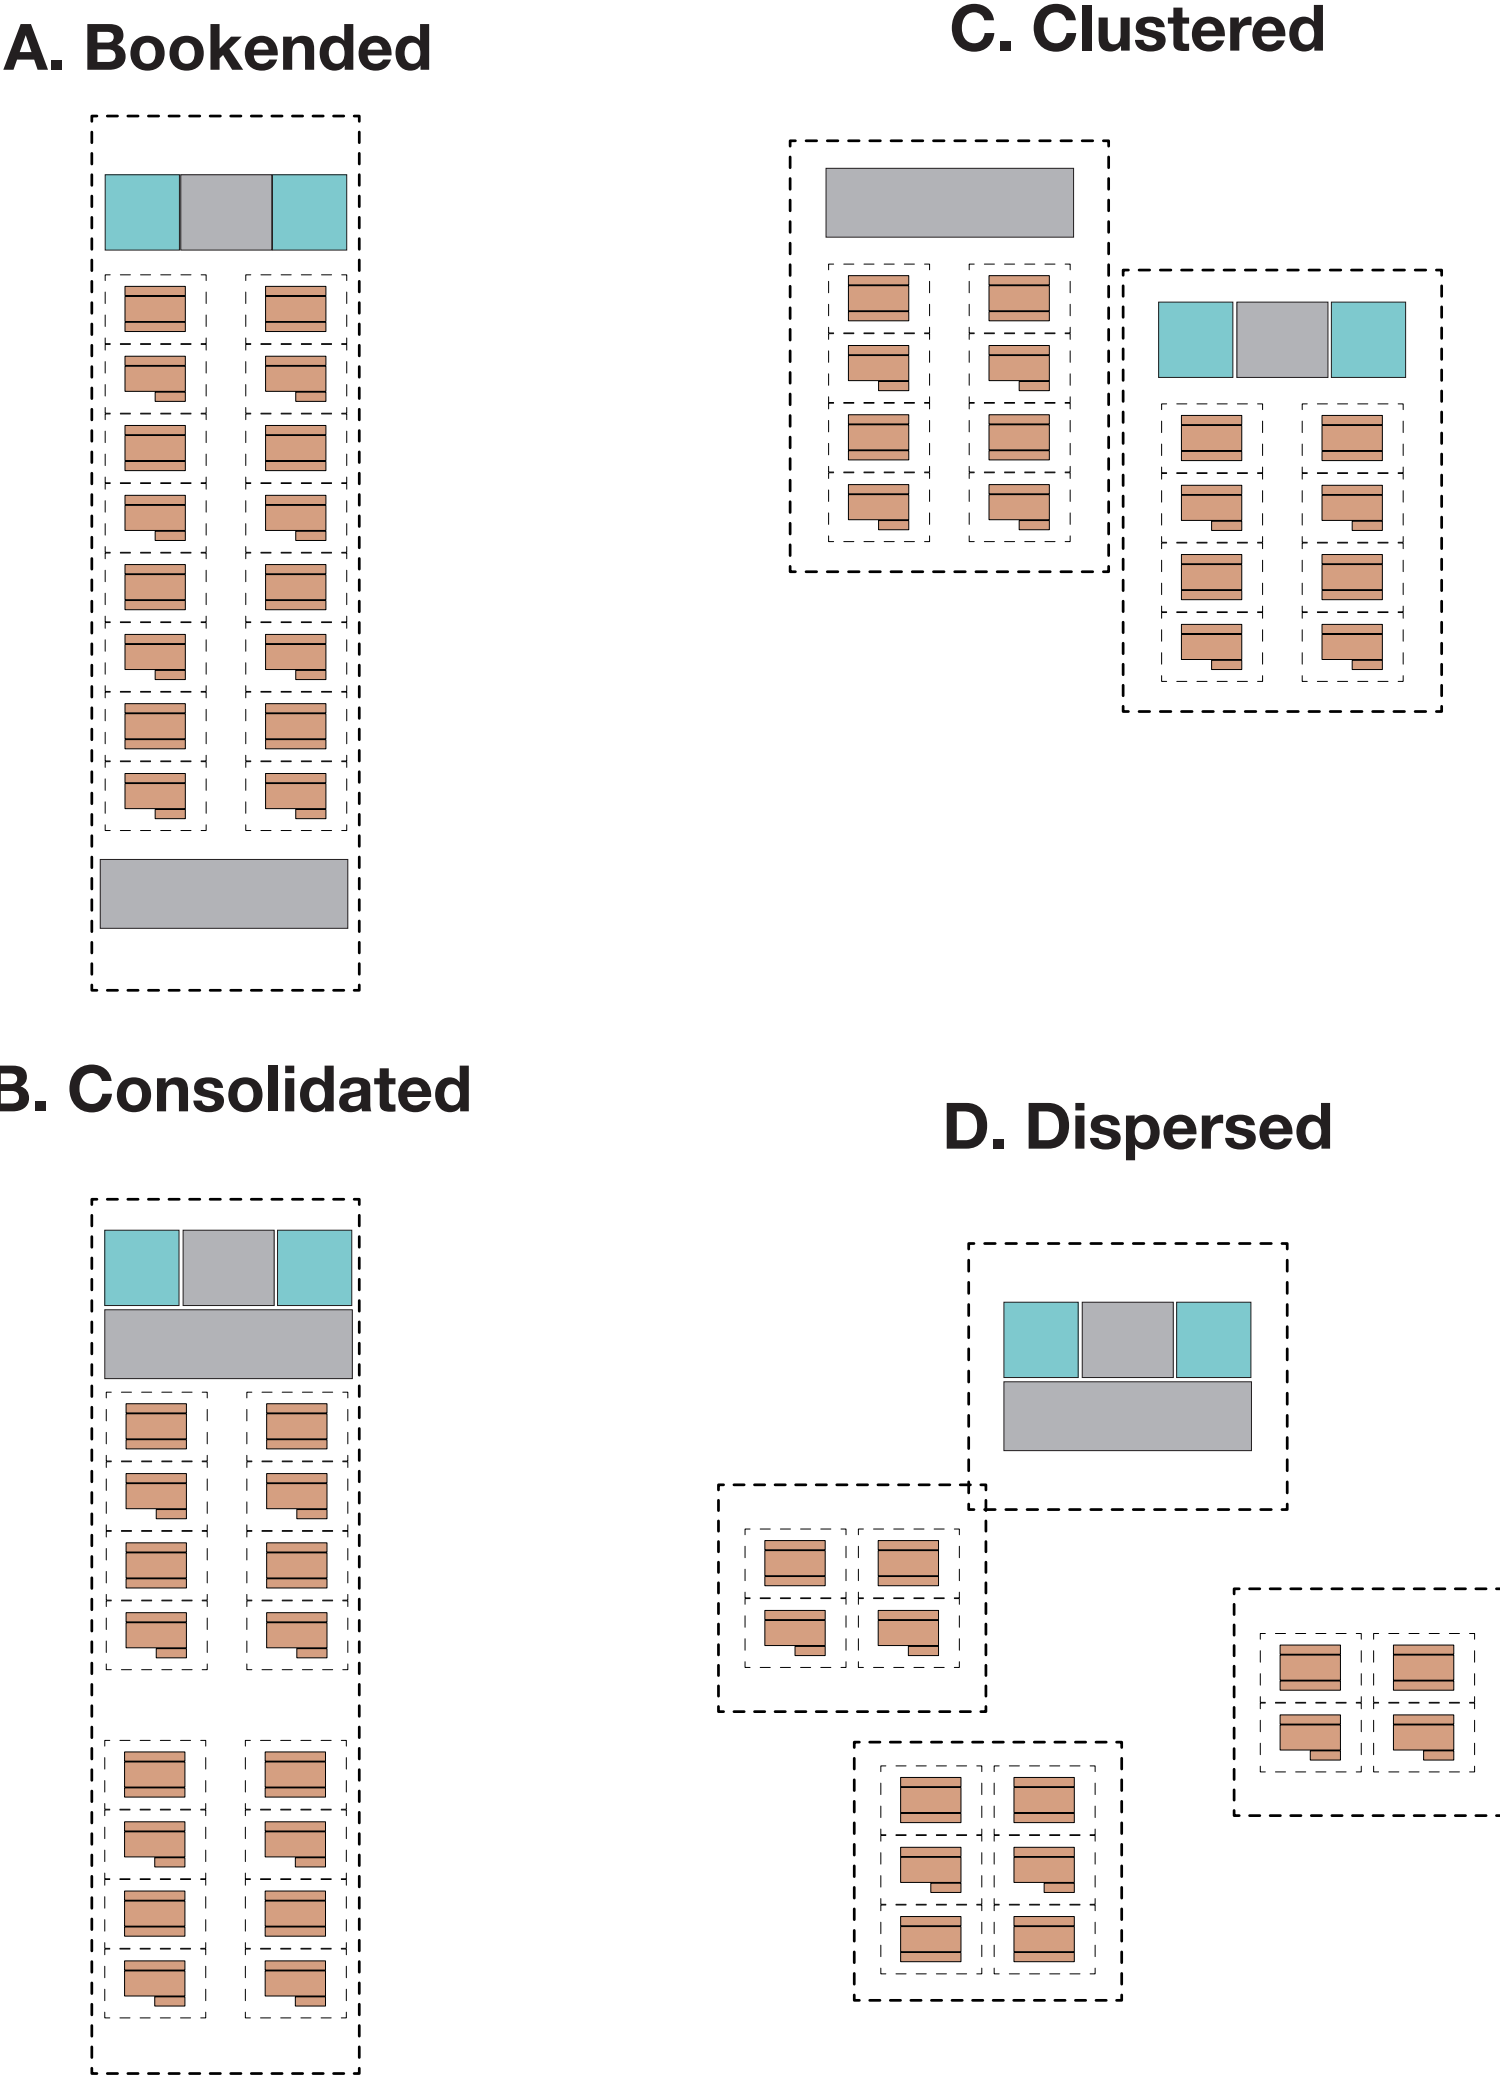 A. Bookended
C. Clustered
B. Consolidated
D. Dispersed